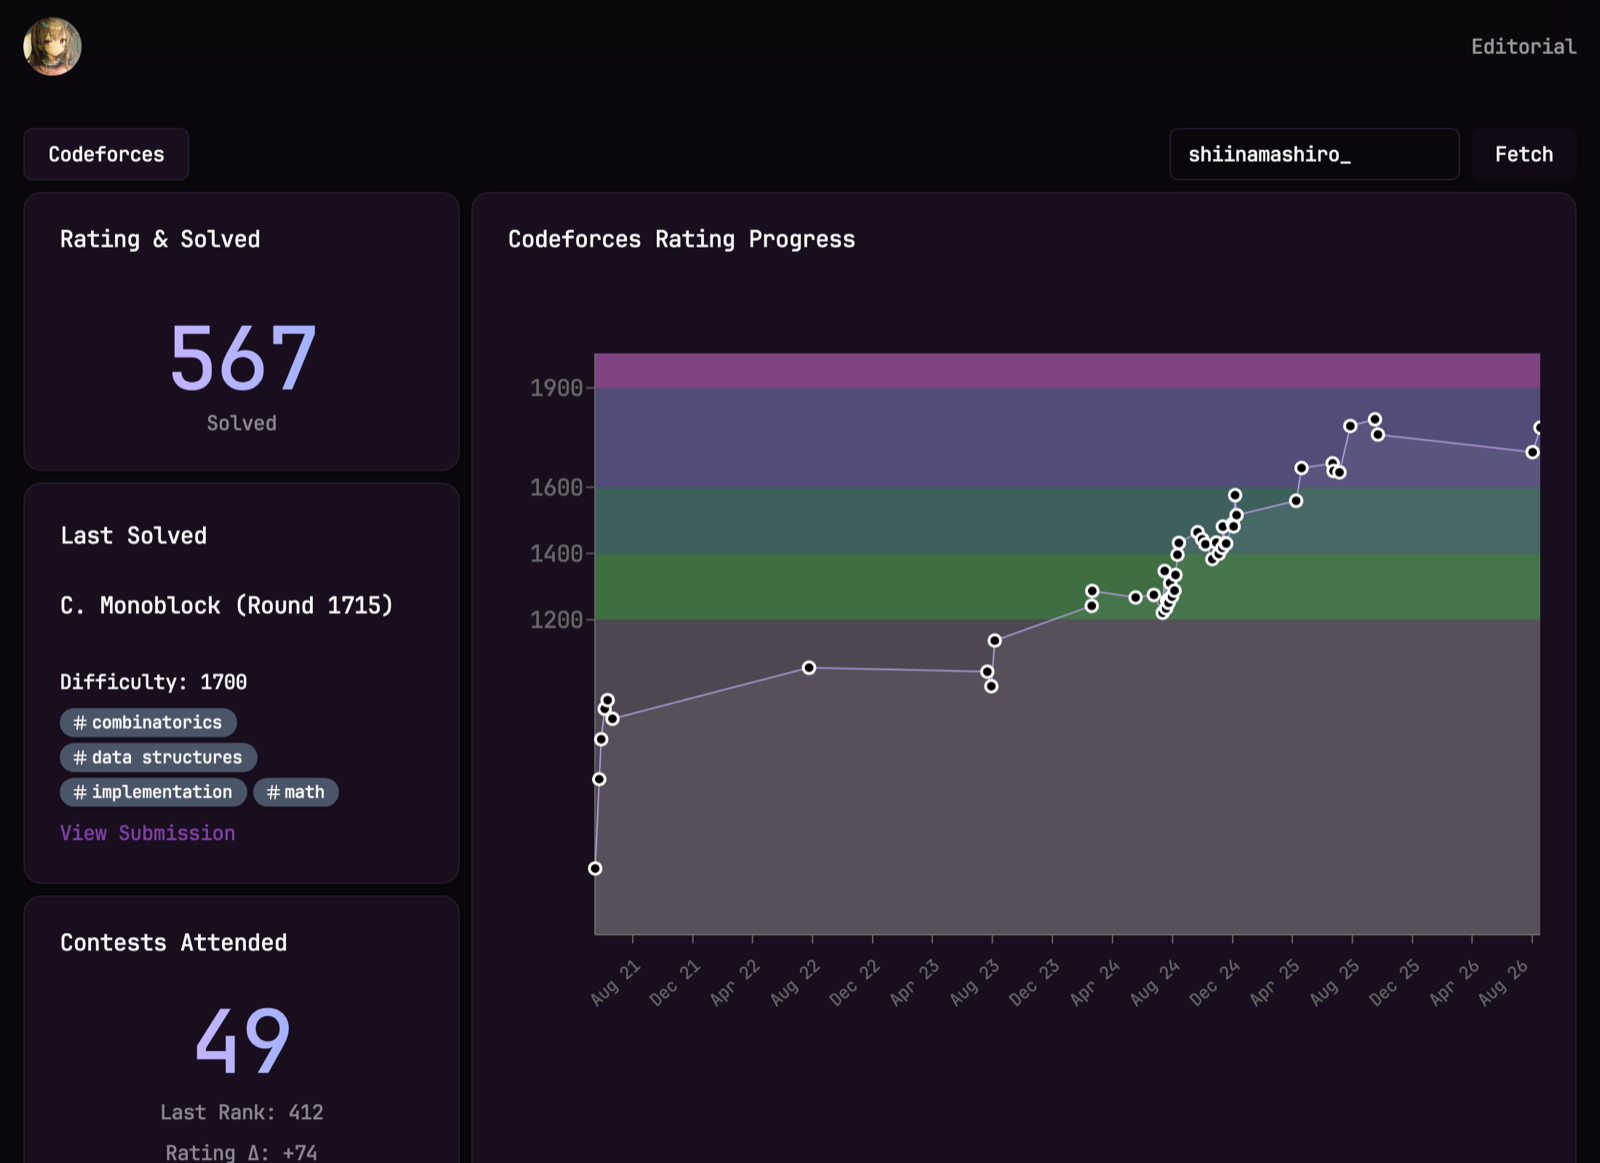 Editorial
Codeforces
shiinamashiro_
Fetch
Rating & Solved
567
Solved
Last Solved
C. Monoblock (Round 1715)
Difficulty: 1700
# combinatorics
# data structures
# implementation # math
View Submission
Contests Attended
49
Last Rank: 412
Rating Δ: +74
Codeforces Rating Progress
1900
1600
1400
1200
Aug 21 Dec 21 Apr 22 Aug 22 Dec 22 Apr 23 Aug 23 Dec 23 Apr 24 Aug 24 Dec 24 Apr 25 Aug 25 Dec 25 Apr 26 Aug 26